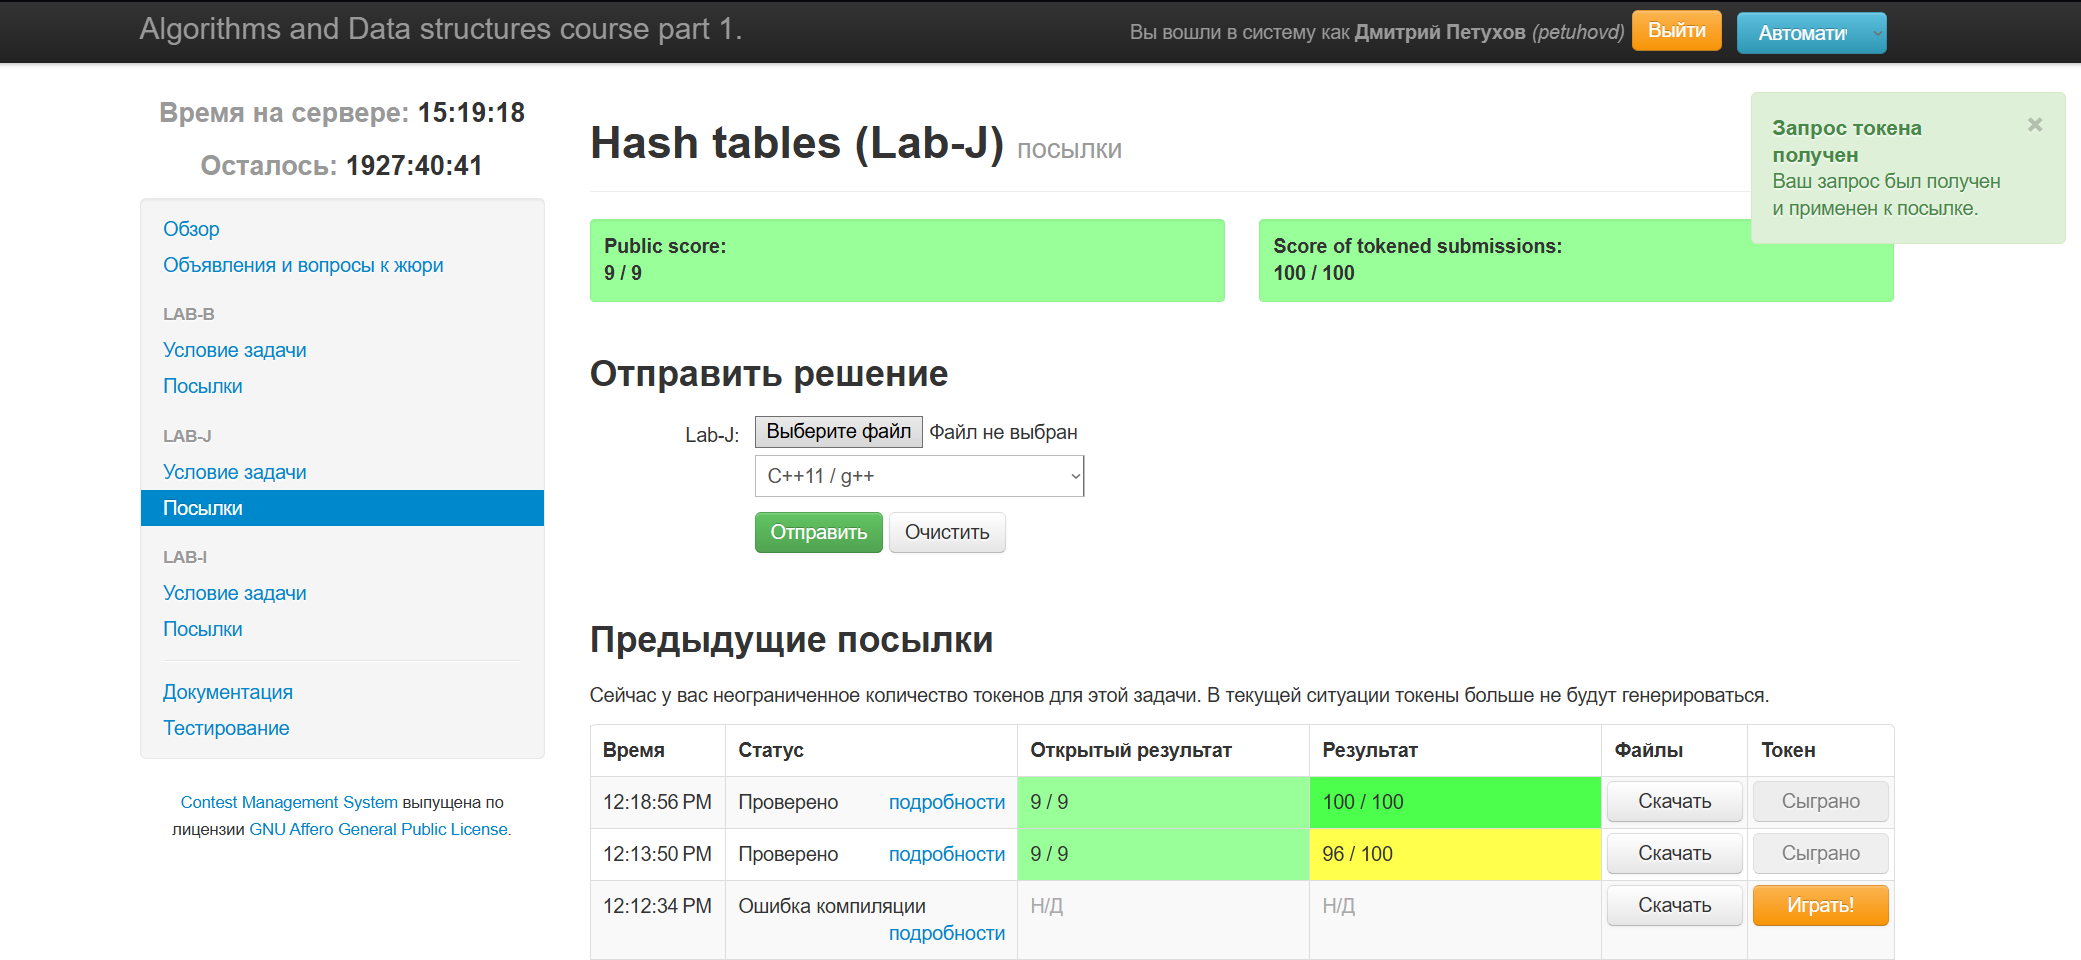 Algorithms and Data structures course part 1.
Вы вошли в систему как Дмитрий Петухов (petuhovd) Выйти
Время на сервере: 15:19:18
Осталось: 1927:40:41
Обзор
Объявления и вопросы к жюри
LAB-B
Условие задачи
Посылки
LAB-J
Условие задачи
Посылки
LAB-I
Условие задачи
Посылки
Документация
Тестирование
Contest Management System выпущена по
лицензии GNU Affero General Public License.
Hash tables (Lab-J) посылки
Запрос токена ×
получен
Ваш запрос был получен
и применен к посылке.
Public score:
9 / 9
Score of tokened submissions:
100 / 100
Отправить решение
Lab-J: Выберите файл Файл не выбран
C++11 / g++
Отправить Очистить
Предыдущие посылки
Сейчас у вас неограниченное количество токенов для этой задачи. В текущей ситуации токены больше не будут генерироваться.
Время Статус Открытый результат Результат Файлы Токен
12:18:56 PM Проверено подробности 9 / 9 100 / 100 Скачать Сыграно
12:13:50 PM Проверено подробности 9 / 9 96 / 100 Скачать Сыграно
12:12:34 PM Ошибка компиляции Н/Д Н/Д Скачать Играть!
подробности